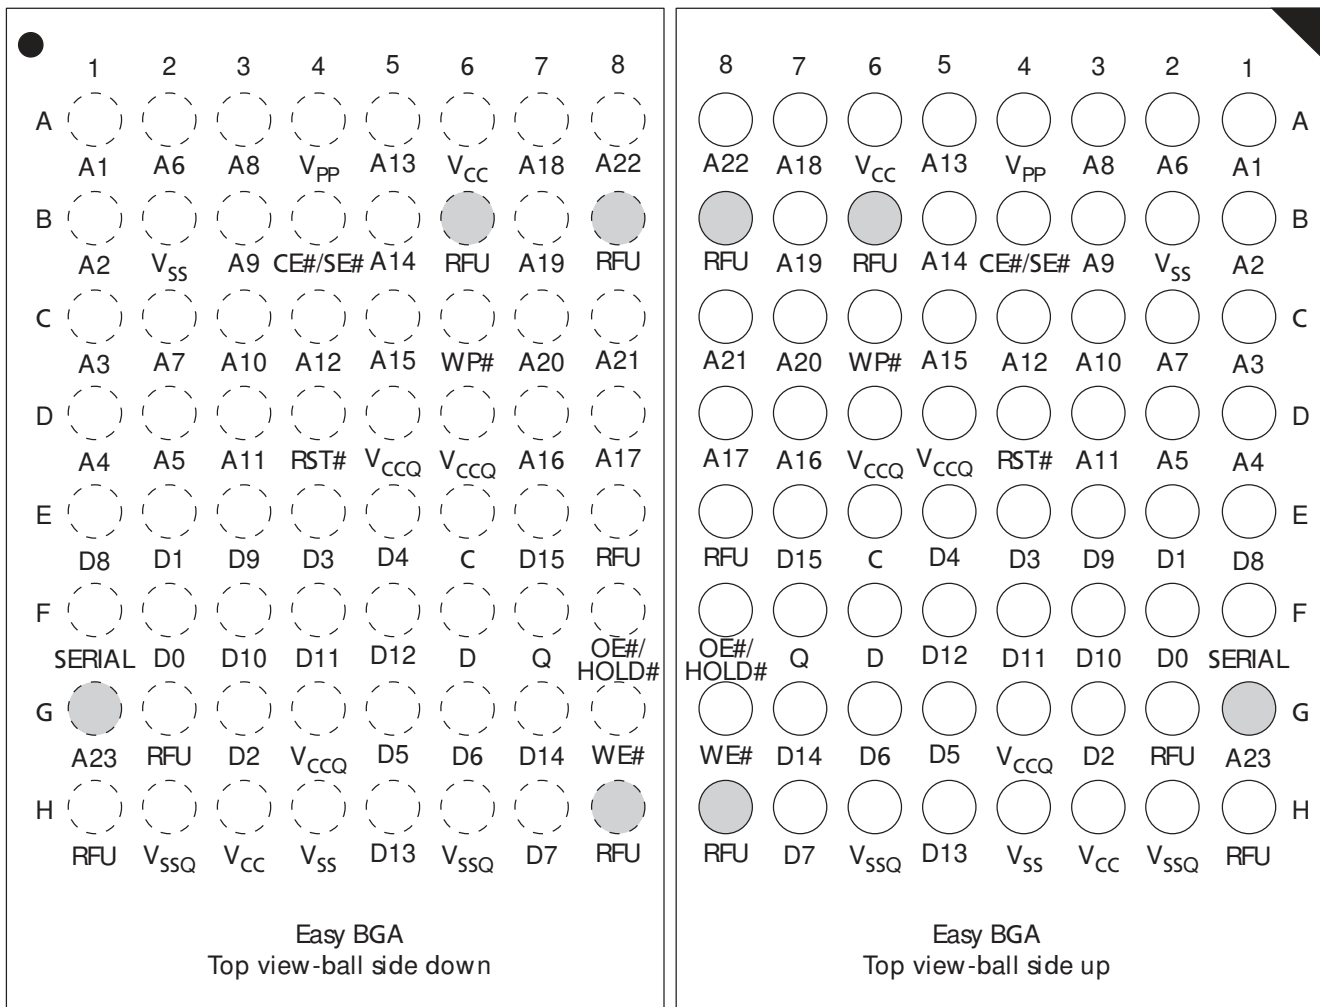 1 2 3 4 5 6 7 8
A
A1 A6 A8 VPP A13 VCC A18 A22
B
A2 VSS A9 CE#/SE# A14 RFU A19 RFU
C
A3 A7 A10 A12 A15 WP# A20 A21
D
A4 A5 A11 RST# VCCQ VCCQ A16 A17
E
D8 D1 D9 D3 D4 C D15 RFU
F
SERIAL D0 D10 D11 D12 D Q OE#/
HOLD#
G
A23 RFU D2 VCCQ D5 D6 D14 WE#
H
RFU VSSQ VCC VSS D13 VSSQ D7 RFU
Easy BGA
Top view-ball side down
8 7 6 5 4 3 2 1
A
A22 A18 VCC A13 VPP A8 A6 A1
B
RFU A19 RFU A14 CE#/SE# A9 VSS A2
C
A21 A20 WP# A15 A12 A10 A7 A3
D
A17 A16 VCCQ VCCQ RST# A11 A5 A4
E
RFU D15 C D4 D3 D9 D1 D8
F
OE#/ Q D D12 D11 D10 D0 SERIAL
HOLD#
G
WE# D14 D6 D5 VCCQ D2 RFU A23
H
RFU D7 VSSQ D13 VSS VCC VSSQ RFU
Easy BGA
Top view-ball side up